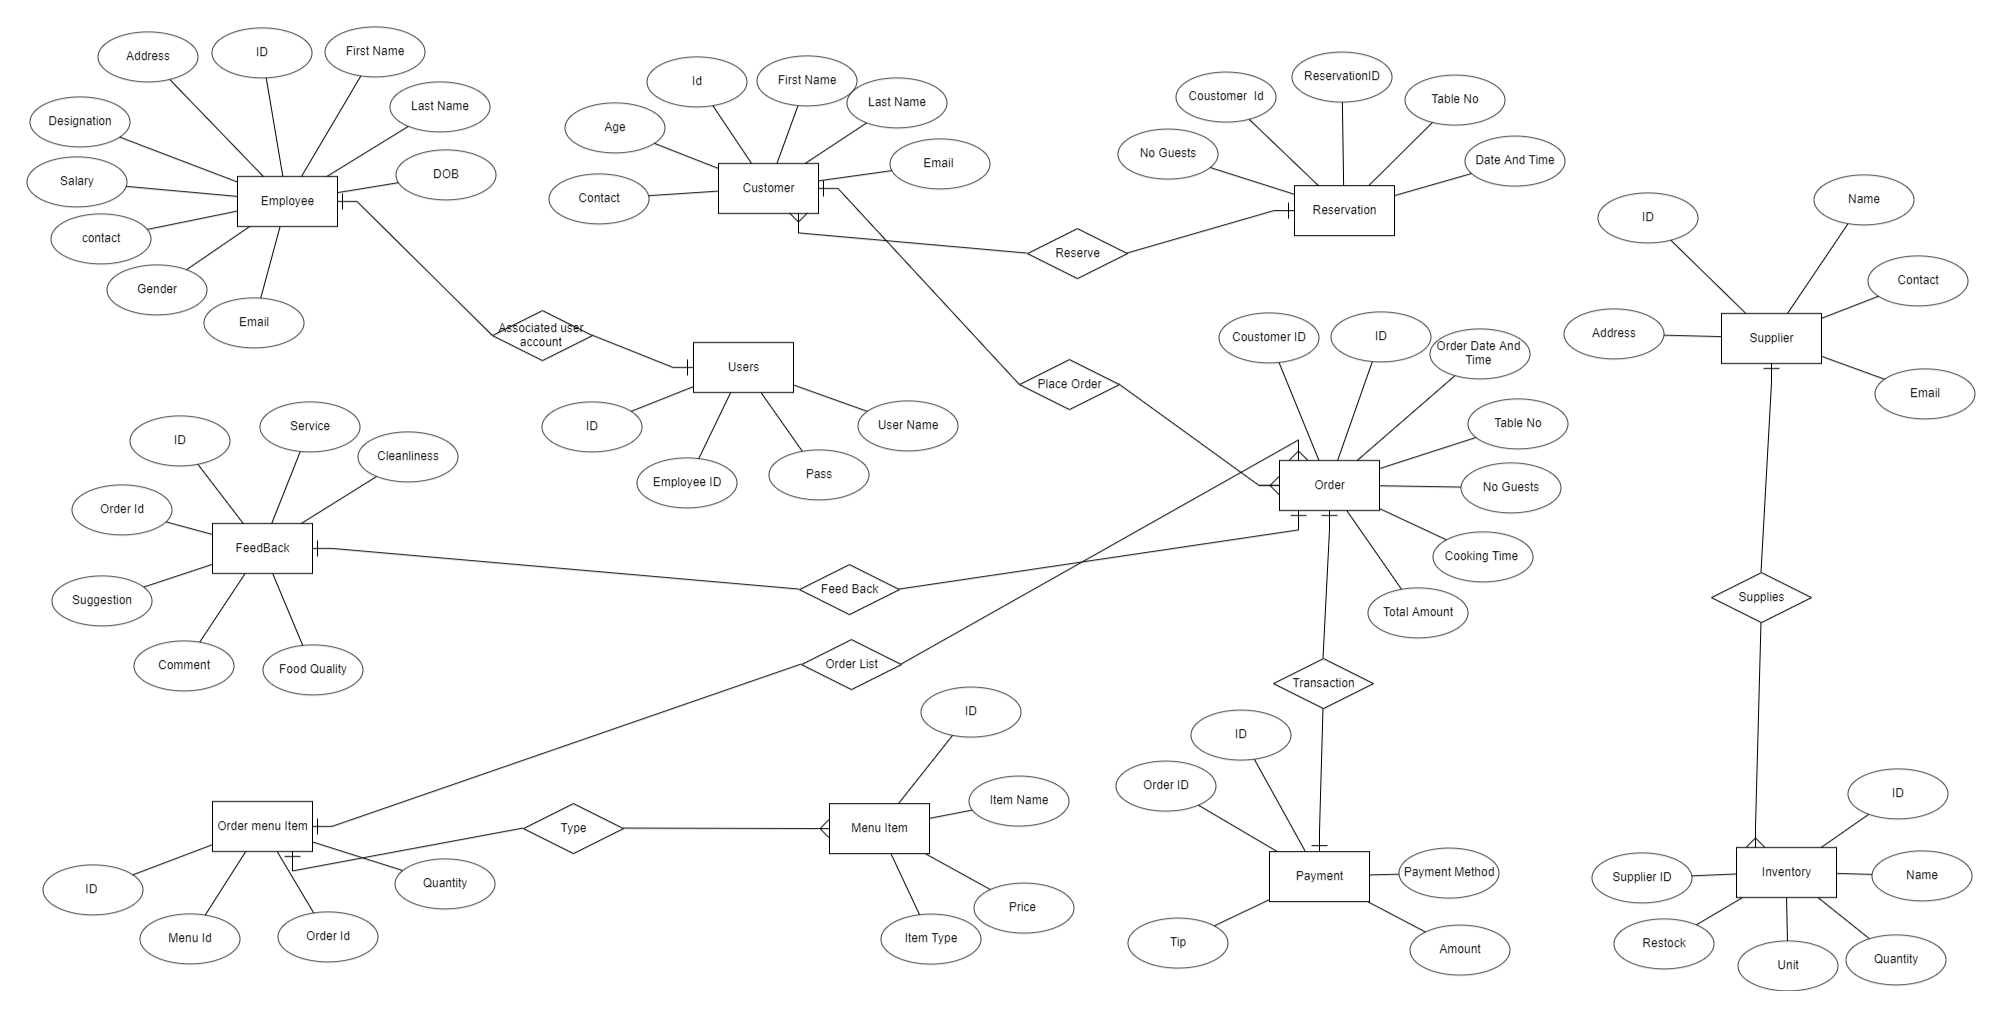 Address
ID
First Name
Last Name
Designation
Salary
DOB
Employee
contact
Gender
Email
Id
First Name
Last Name
Age
Email
Contact
Customer
Reserve
ReservationID
Coustomer  Id
Table No
No Guests
Date And Time
Reservation
Associated user
account
Users
ID
User Name
Employee ID
Pass
Place Order
Coustomer ID
ID
Order Date And
Time
Table No
Order
No Guests
Cooking Time
Total Amount
Name
ID
Contact
Address
Supplier
Email
Supplies
ID
Service
Cleanliness
Order Id
FeedBack
Suggestion
Comment
Food Quality
Feed Back
Order List
Transaction
Order menu Item
Type
ID
Menu Id
Order Id
Quantity
ID
Item Name
Menu Item
Price
Item Type
ID
Order ID
Payment
Payment Method
Tip
Amount
ID
Supplier ID
Inventory
Name
Restock
Unit
Quantity